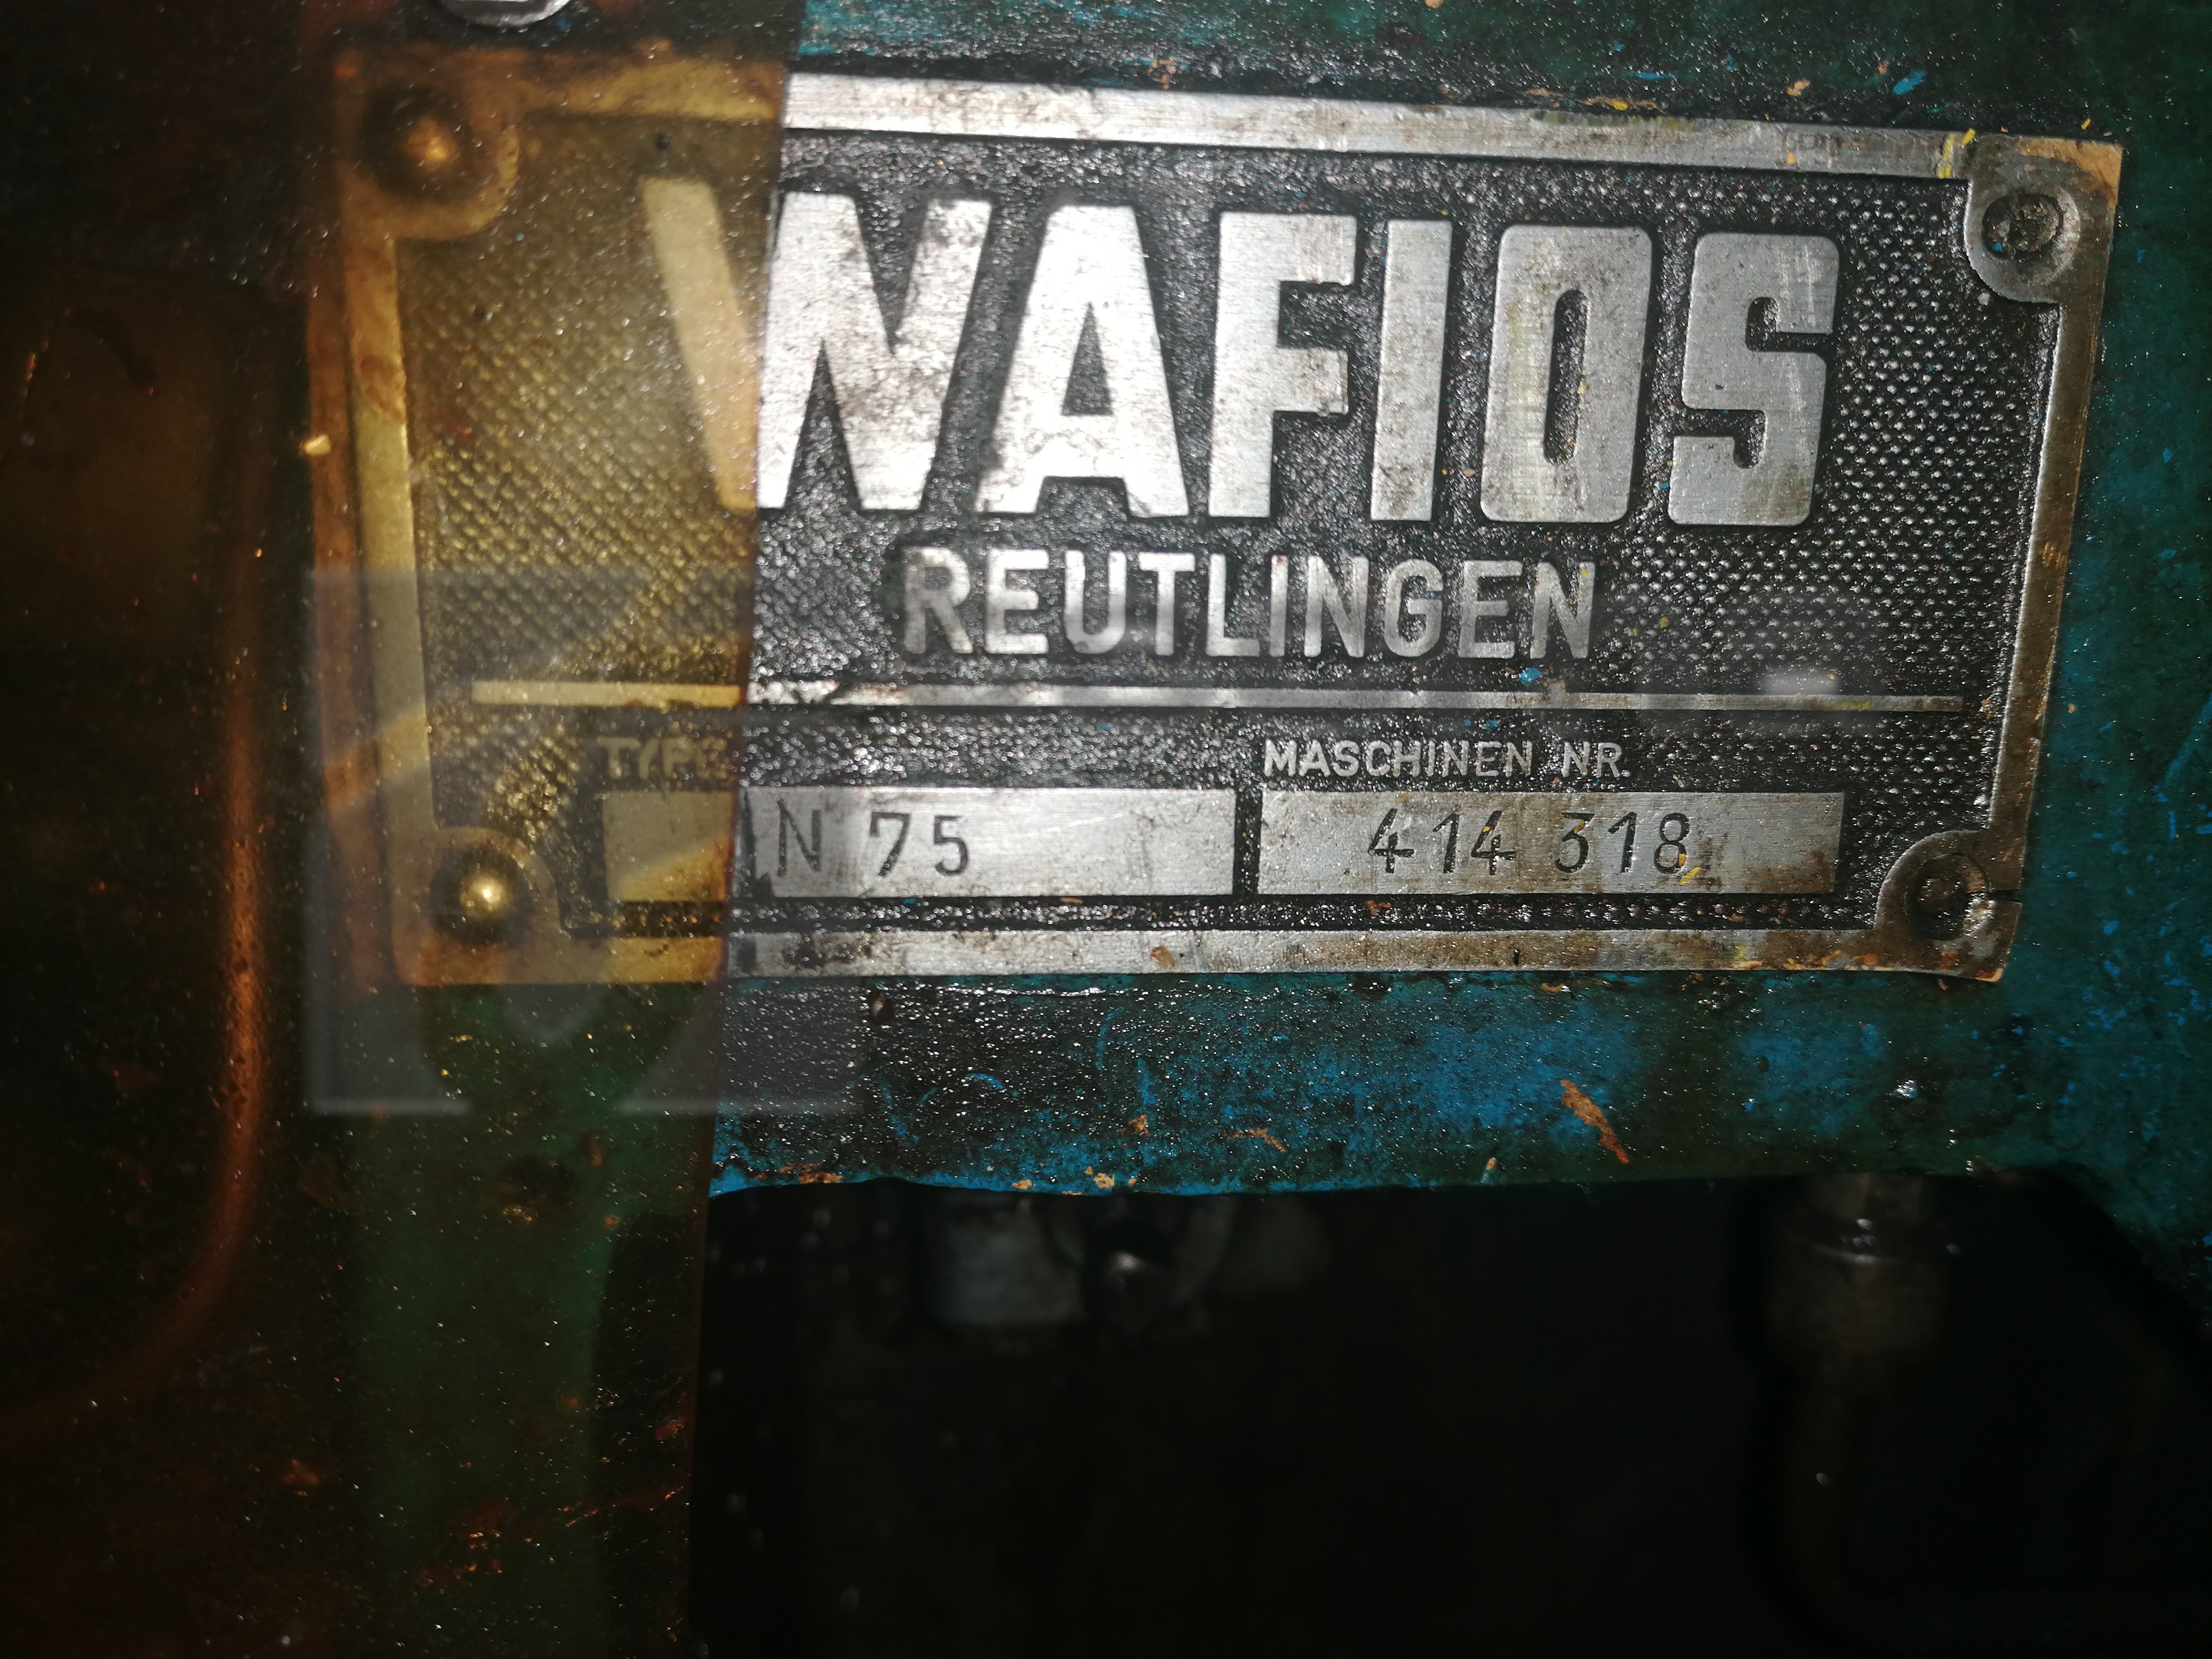 WAFIOS
REUTLINGEN
TYPE
MASCHINEN NR.
N 75
414 318